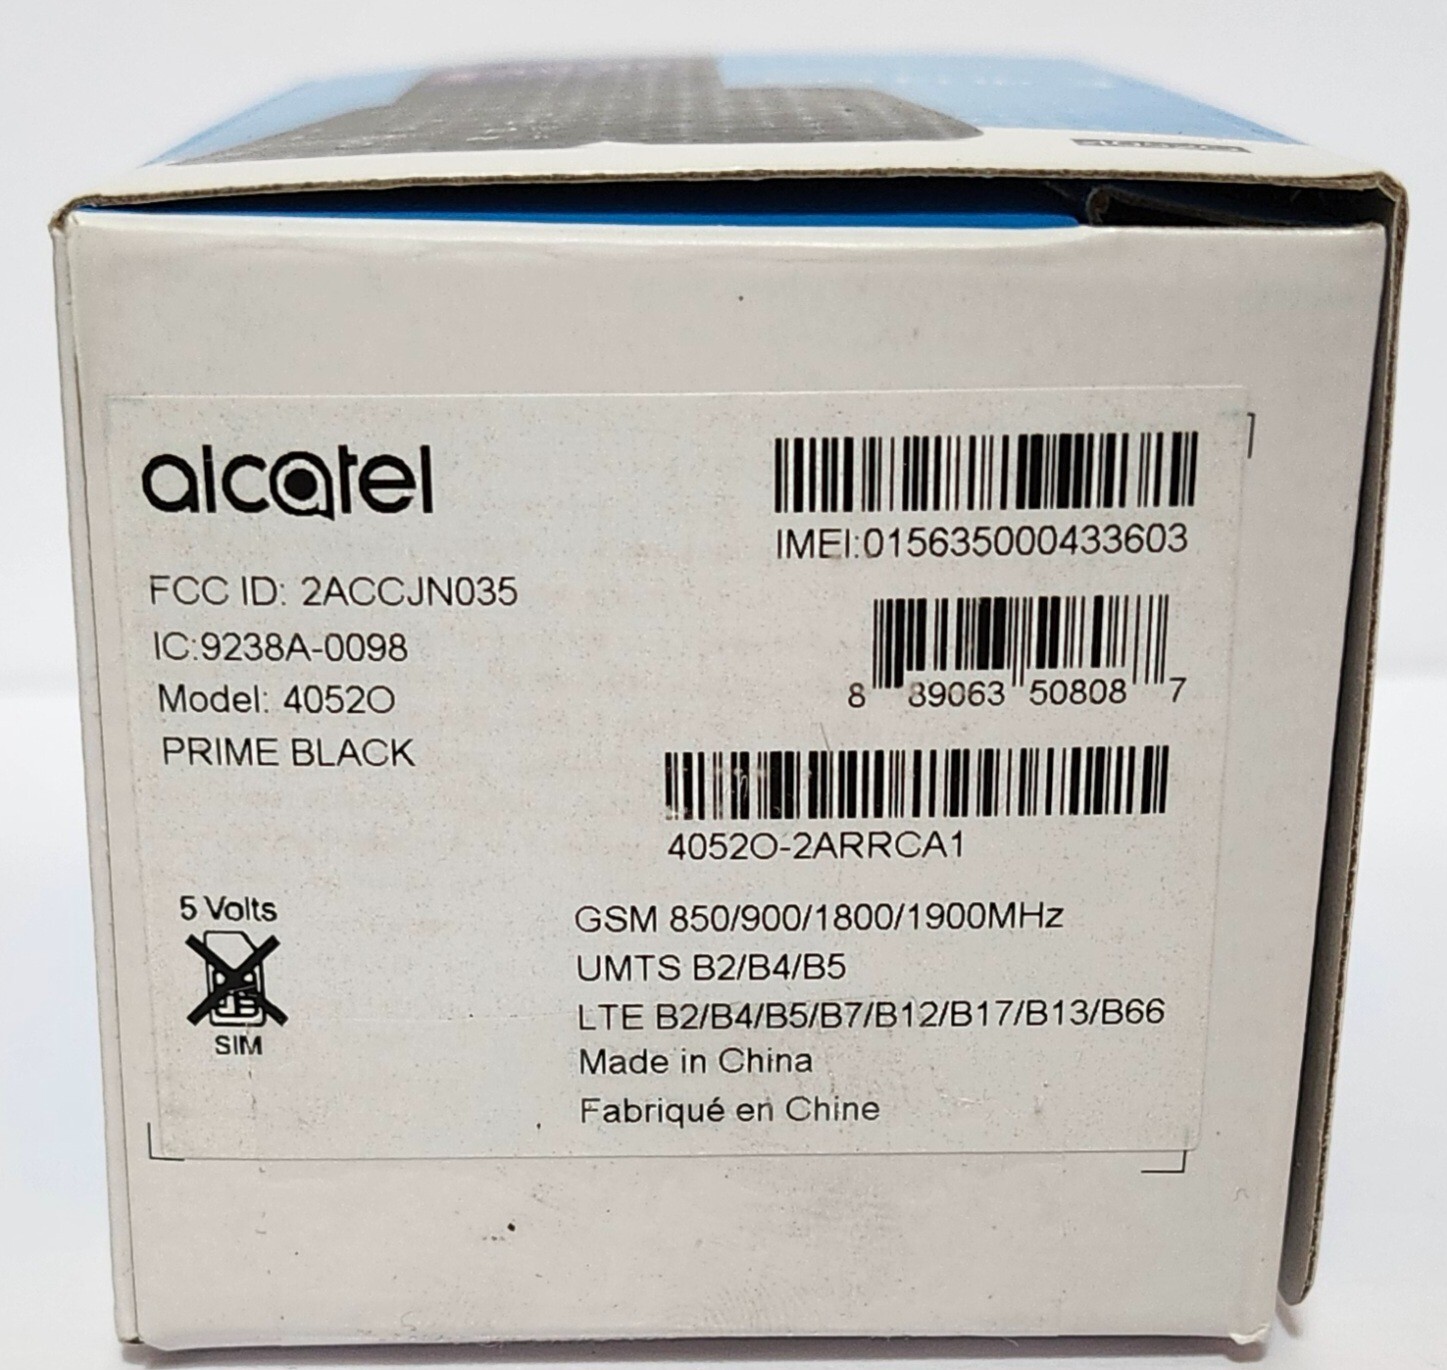 alcatel
IMEI:015635000433603
FCC ID: 2ACCJN035
IC:9238A-0098
Model: 4052O
PRIME BLACK
8 89063 50808 7
4052O-2ARRCA1
5 Volts
SIM
GSM 850/900/1800/1900MHz
UMTS B2/B4/B5
LTE B2/B4/B5/B7/B12/B17/B13/B66
Made in China
Fabriqué en Chine